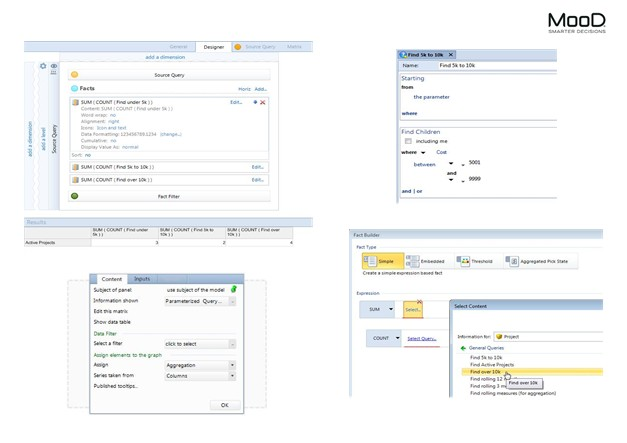 MooD
SMARTER DECISIONS
General
Designer
Source Query
Matrix
add a dimension
add a dimension
add a level
Source Query
Source Query
Facts
Horiz Add...
SUM ( COUNT ( Find under 5k ) )
Edit...
Content: SUM ( COUNT ( Find under 5k ) )
Word wrap: no
Alignment: right
Icons: Icon and text
Data Formatting: 1234567891234 (change...)
Cumulative: no
Display Value As: normal
Sort: no
SUM ( COUNT ( Find 5k to 10k ) )
Edit...
SUM ( COUNT ( Find over 10k ) )
Edit...
Fact Filter
Results
SUM ( COUNT ( Find under 5k ) )
SUM ( COUNT ( Find 5k to 10k ) )
SUM ( COUNT ( Find over 10k ) )
Active Projects 3 2 4
Content
Inputs
Subject of panel use subject of the model
Information shown Parameterized Query...
Edit this matrix
Show data table
Data Filter
Select a filter click to select
Assign elements to the graph
Assign Aggregation
Series taken from Columns
Published tooltips..
OK
Find 5k to 10k
Name: Find 5k to 10k
Starting
from
the parameter
where
Find Children
including me
where Cost
between 5001
and
9999
and | or
Fact Builder
Fact Type
Simple
Embedded
Threshold
Aggregated Pick State
Create a simple expression based fact
Expression
SUM
Select...
COUNT
Select Query...
Select Content
Information for: Project
General Queries
Find 5k to 10k
Find Active Projects
Find over 10k
Find over 10k
Find rolling 12
Find rolling 3 m
Find rolling measures (for aggregation)